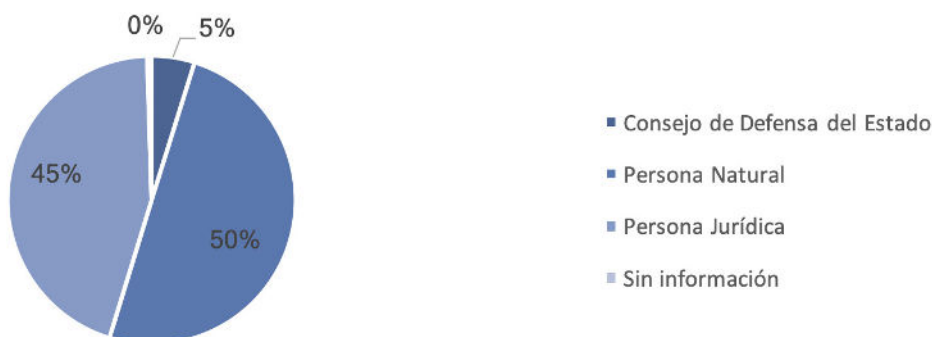 0%
5%
45%
50%
Consejo de Defensa del Estado
Persona Natural
Persona Jurídica
Sin información